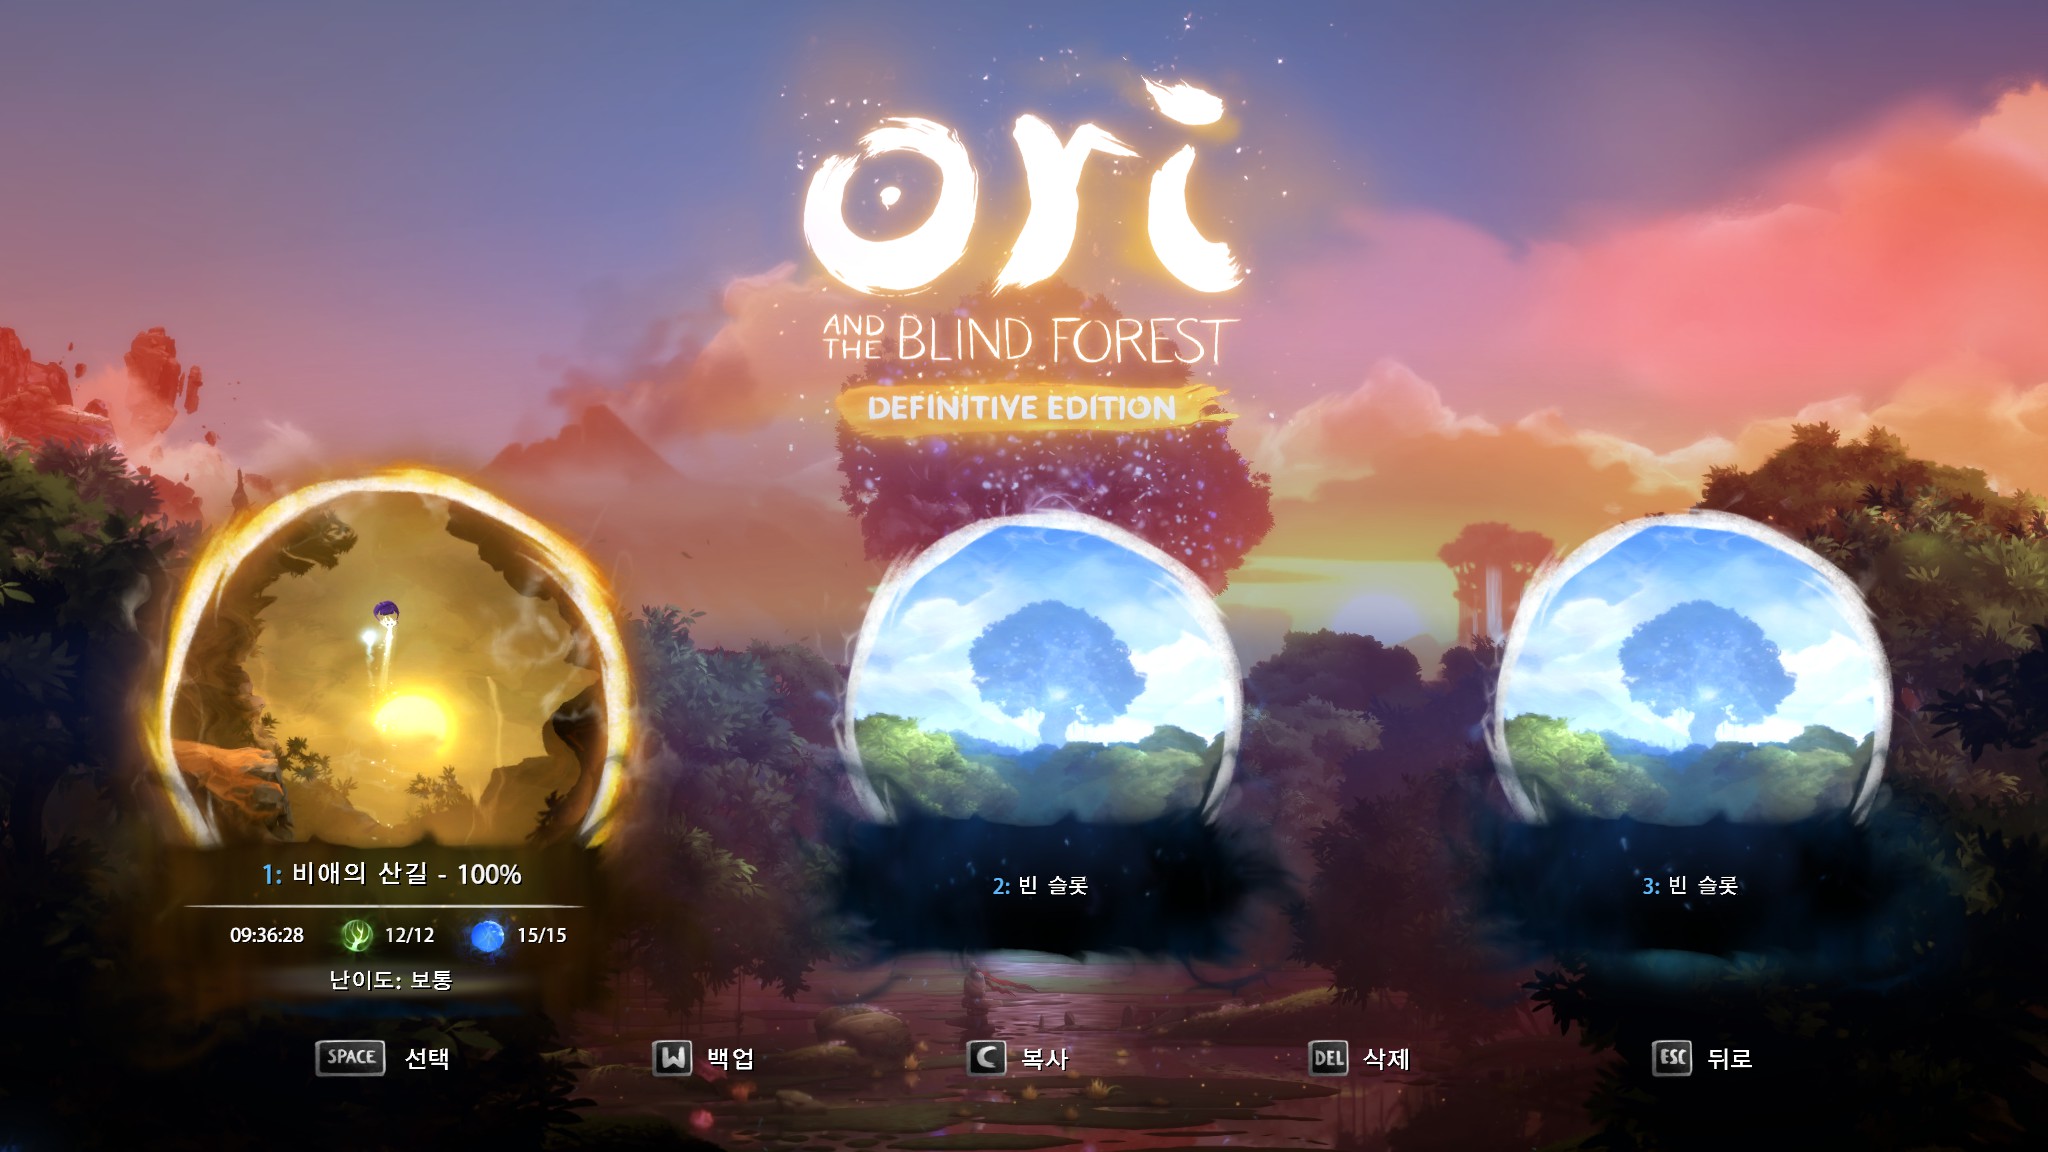 ori
AND THE BLIND FOREST
DEFINITIVE EDITION
1: 비애의 산길 - 100%
09:36:28 12/12 15/15
난이도: 보통
2: 빈 슬롯
3: 빈 슬롯
SPACE 선택 W 백업 C 복사 DEL 삭제 ESC 뒤로